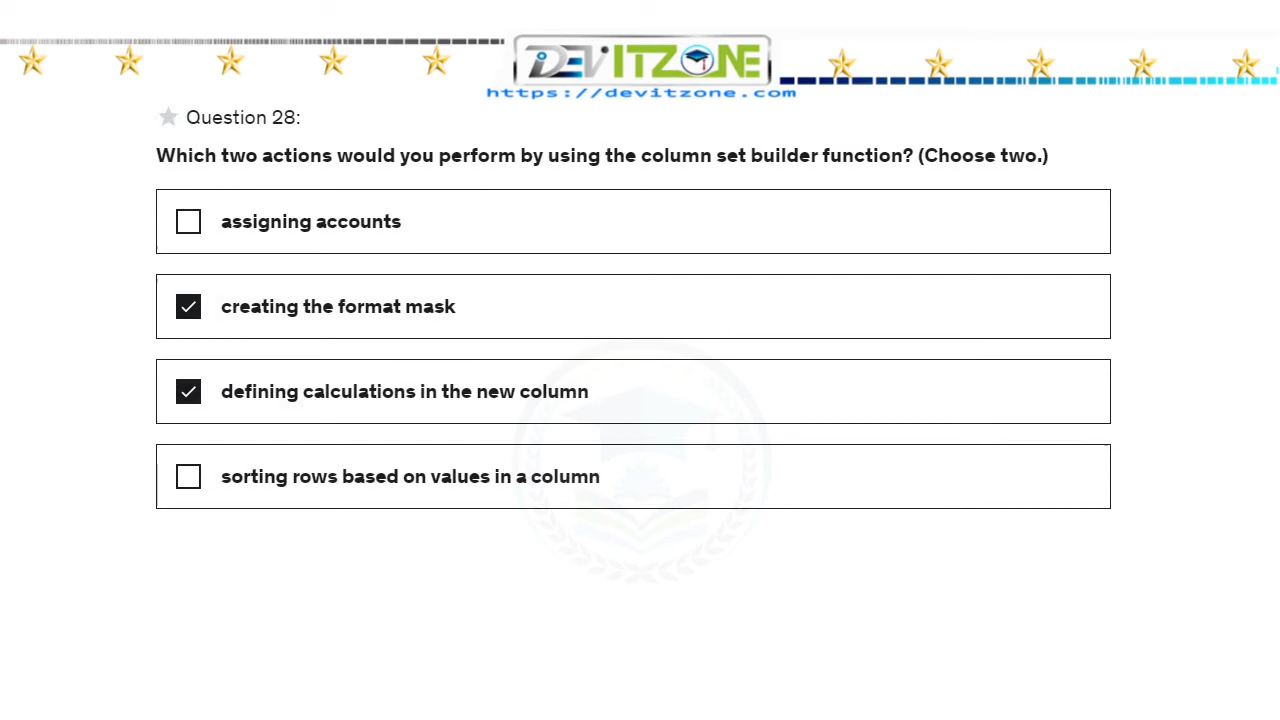 DEVITZONE
https://devitzone.com
Question 28:
Which two actions would you perform by using the column set builder function? (Choose two.)
assigning accounts
creating the format mask
defining calculations in the new column
sorting rows based on values in a column